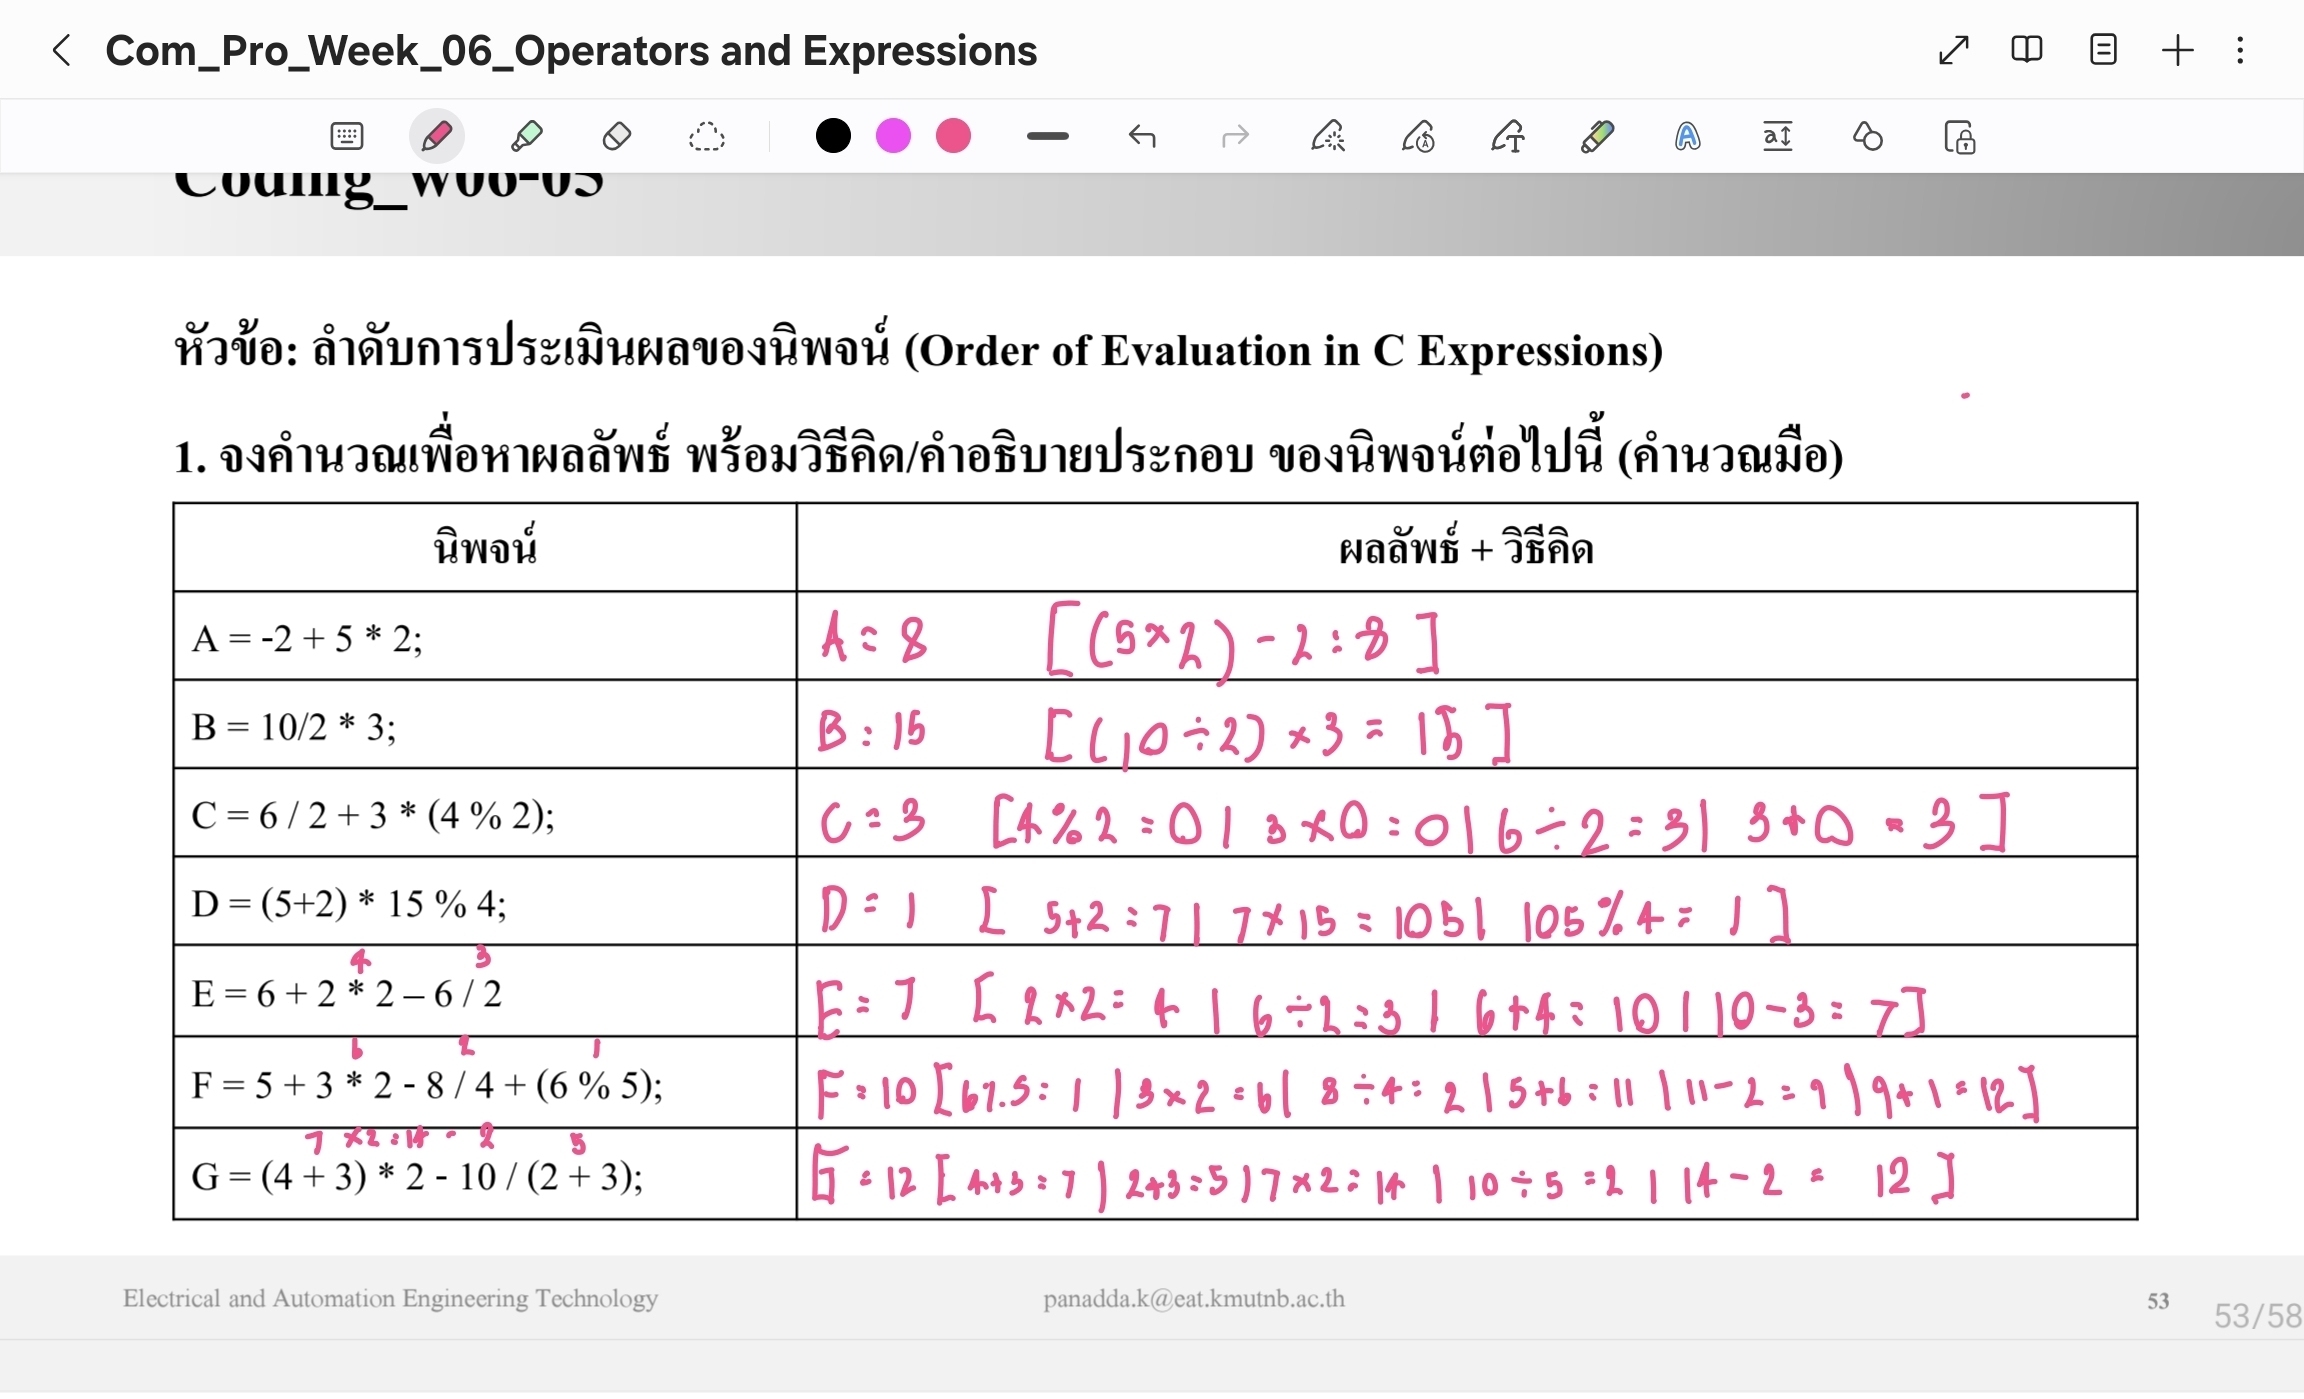 Com_Pro_Week_06_Operators and Expressions
Coding_W06-05
หัวข้อ: ลำดับการประเมินผลของนิพจน์ (Order of Evaluation in C Expressions)
1. จงคำนวณเพื่อหาผลลัพธ์ พร้อมวิธีคิด/คำอธิบายประกอบ ของนิพจน์ต่อไปนี้ (คำนวณมือ)
นิพจน์ ผลลัพธ์ + วิธีคิด
A = -2 + 5 * 2; A = 8 [(5×2) - 2 = 8]
B = 10/2 * 3; B = 15 [(10÷2) × 3 = 15]
C = 6 / 2 + 3 * (4 % 2); C = 3 [4%2 = 0 | 3×0 = 0 | 6÷2 = 3 | 3+0 = 3]
D = (5+2) * 15 % 4; D = 1 [5+2 = 7 | 7×15 = 105 | 105%4 = 1]
4 3
E = 6 + 2 * 2 – 6 / 2 E = 7 [2×2 = 4 | 6÷2 = 3 | 6+4 = 10 | 10-3 = 7]
6 2 1
F = 5 + 3 * 2 - 8 / 4 + (6 % 5); F = 10 [6%5 = 1 | 3×2 = 6 | 8÷4 = 2 | 5+6 = 11 | 11-2 = 9 | 9+1 = 12]
7 ×2 = 14 - 2 5
G = (4 + 3) * 2 - 10 / (2 + 3); G = 12 [4+3 = 7 | 2+3 = 5 | 7×2 = 14 | 10÷5 = 2 | 14-2 = 12]
Electrical and Automation Engineering Technology panadda.k@eat.kmutnb.ac.th 53
53/58